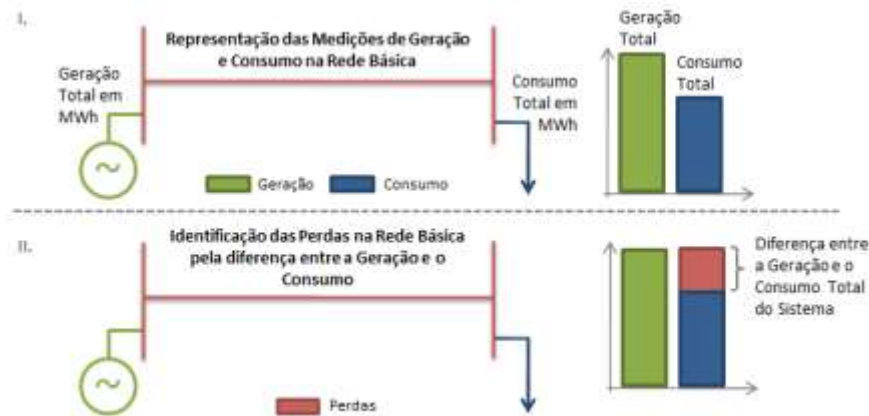 I.
Representação das Medições de Geração
e Consumo na Rede Básica
Geração
Total em
MWh
Consumo
Total em
MWh
Geração
Consumo
Geração
Total
Consumo
Total
II.
Identificação das Perdas na Rede Básica
pela diferença entre a Geração e o
Consumo
Perdas
Diferença entre
a Geração e o
Consumo Total
do Sistema